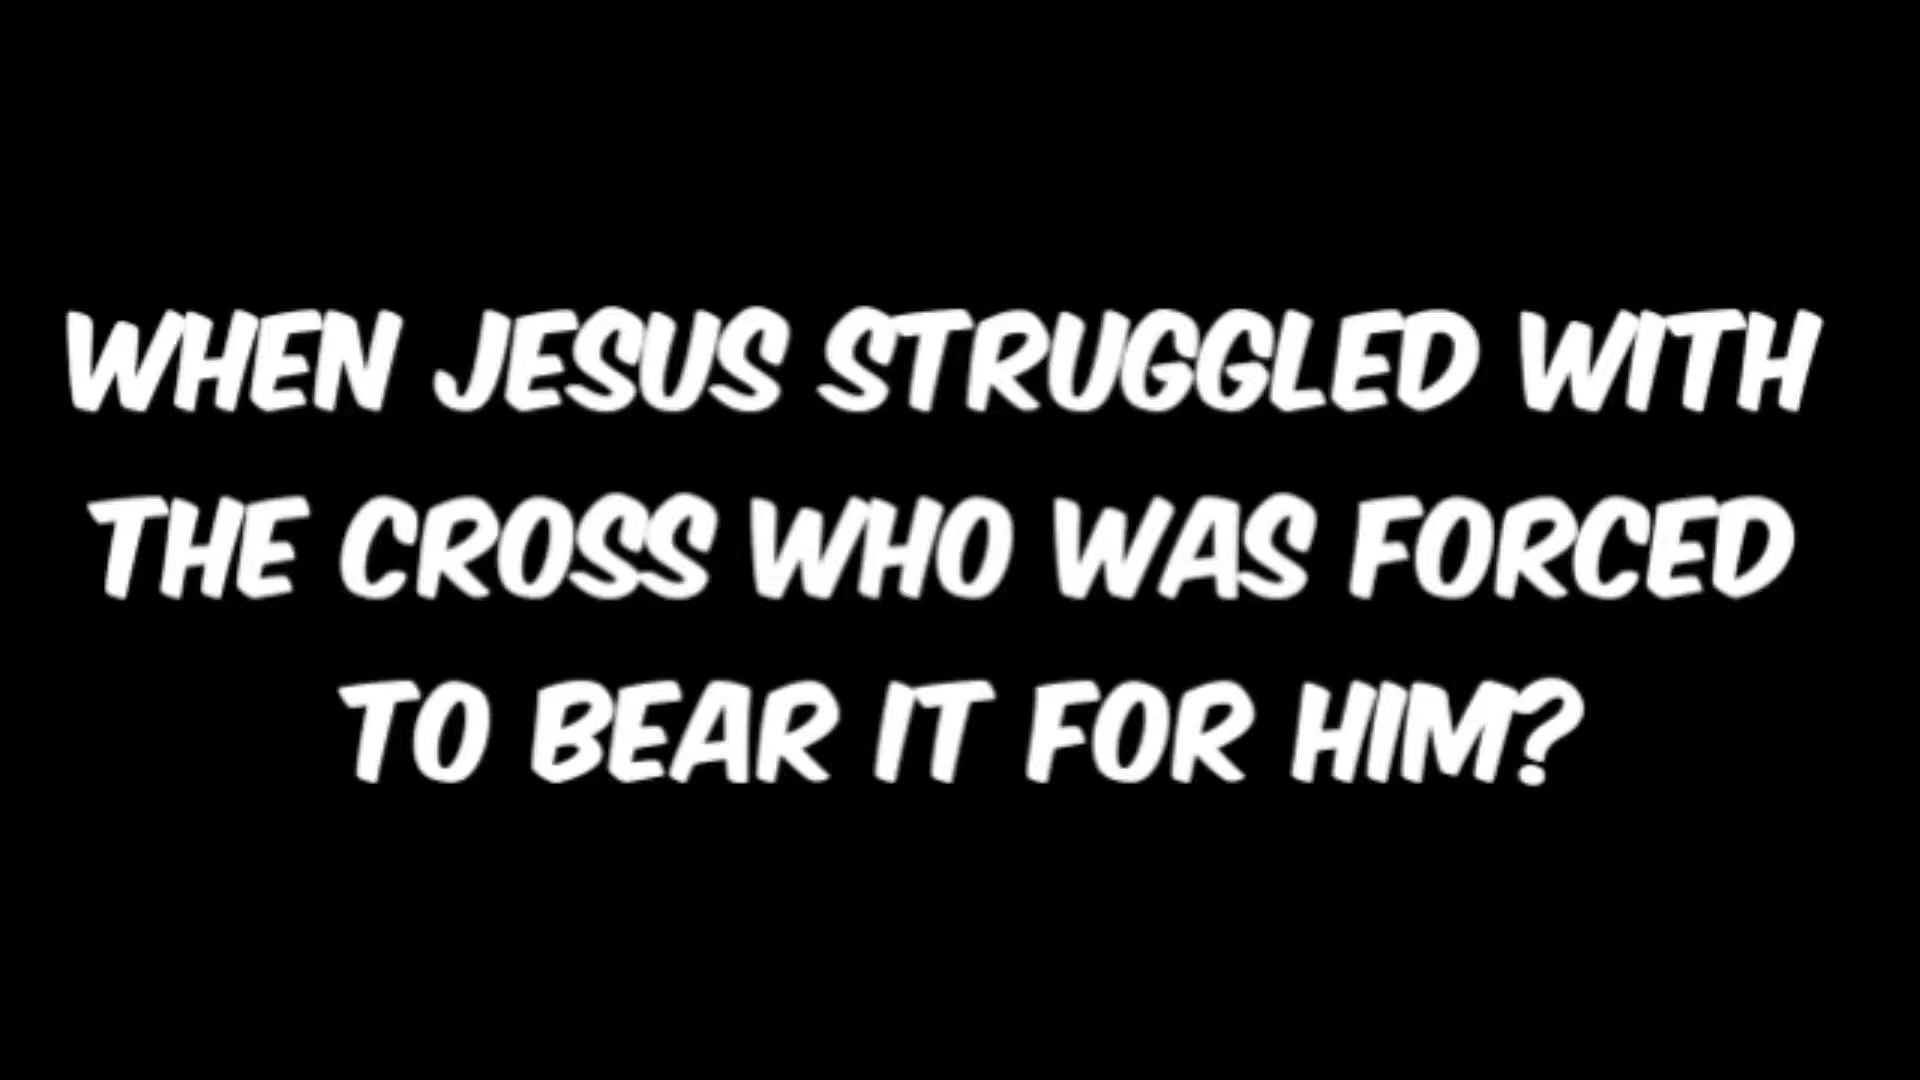 WHEN JESUS STRUGGLED WITH
THE CROSS WHO WAS FORCED
TO BEAR IT FOR HIM?